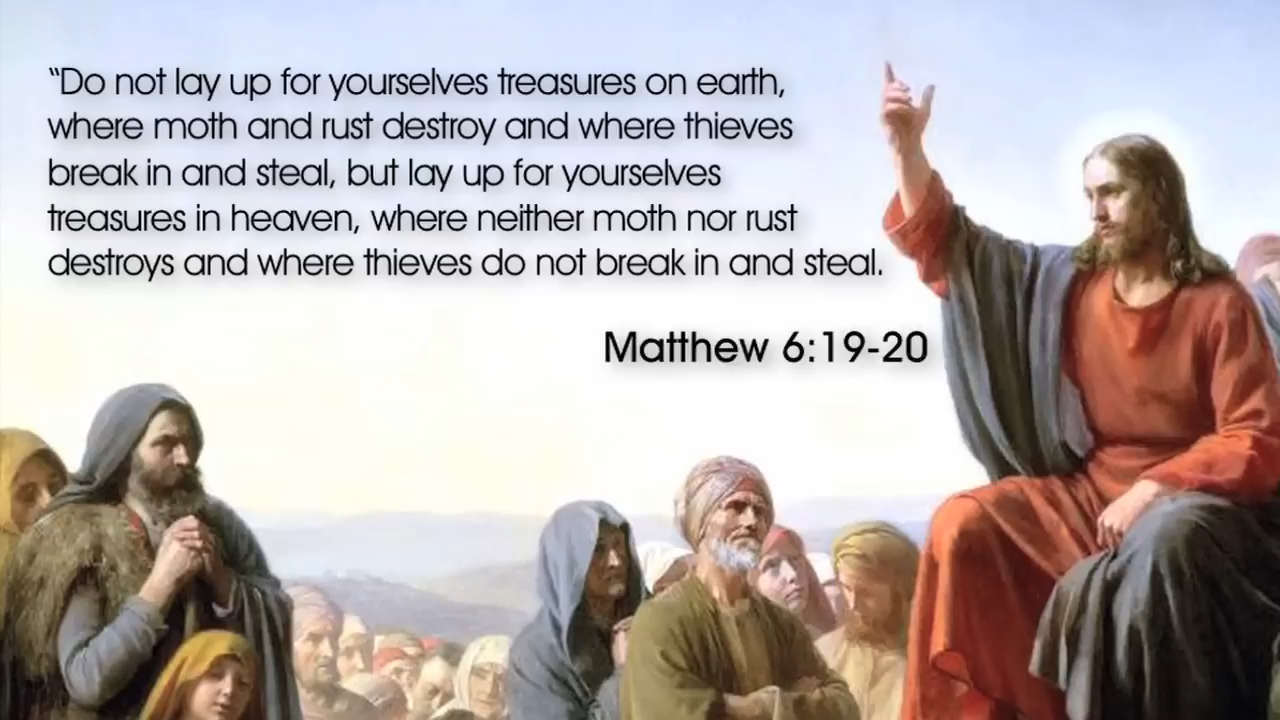 “Do not lay up for yourselves treasures on earth,
where moth and rust destroy and where thieves
break in and steal, but lay up for yourselves
treasures in heaven, where neither moth nor rust
destroys and where thieves do not break in and steal.
Matthew 6:19-20